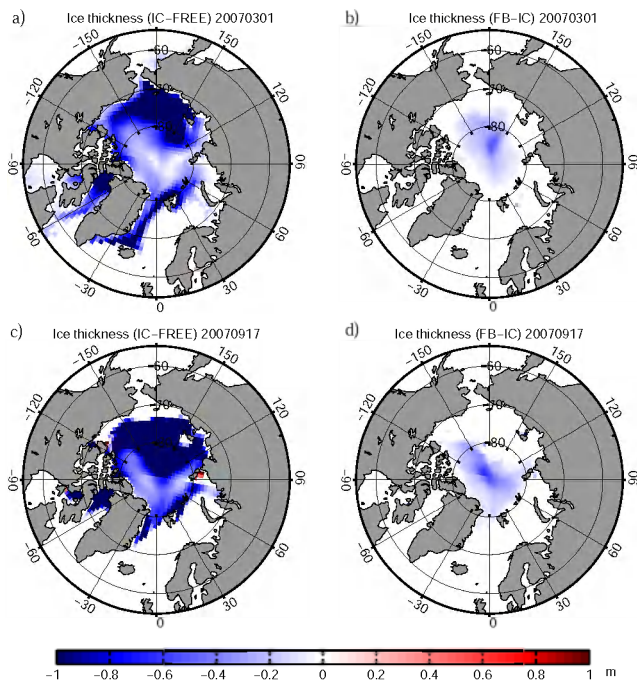 a) Ice thickness (IC-FREE) 20070301
b) Ice thickness (FB-IC) 20070301
-150 150 -120 120 -90 90 -60 60 -30 30 0
60 70 80
-150 150 -120 120 -90 90 -60 60 -30 30 0
60 70 80
c) Ice thickness (IC-FREE) 20070917
d) Ice thickness (FB-IC) 20070917
-150 150 -120 120 -90 90 -60 60 -30 30 0
60 70 80
-150 150 -120 120 -90 90 -60 60 -30 30 0
60 70 80
-1 -0.8 -0.6 -0.4 -0.2 0 0.2 0.4 0.6 0.8 1 m